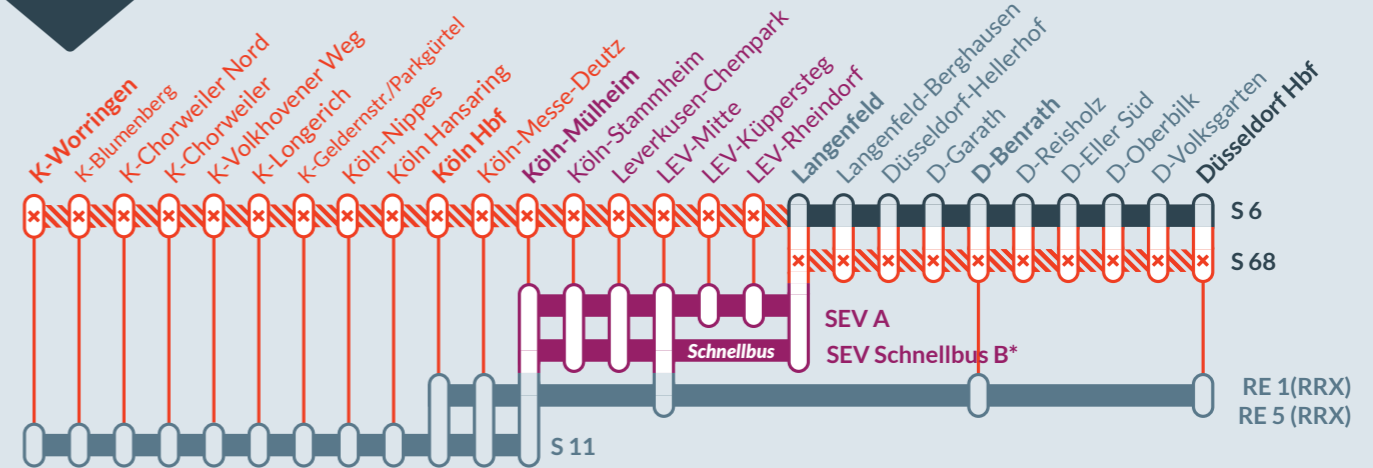 K-Worringen
K-Blumenberg
K-Chorweiler Nord
K-Chorweiler
K-Volkhovener Weg
K-Longerich
K-Geldernstr./Parkgürtel
Köln-Nippes
Köln Hansaring
Köln Hbf
Köln-Messe-Deutz
Köln-Mülheim
Köln-Stammheim
Leverkusen-Chempark
LEV-Mitte
LEV-Küppersteg
LEV-Rheindorf
Langenfeld
Langenfeld-Berghausen
Düsseldorf-Hellerhof
D-Garath
D-Benrath
D-Reisholz
D-Eller Süd
D-Oberbilk
D-Volksgarten
Düsseldorf Hbf
S 6
S 68
SEV A
Schnellbus
SEV Schnellbus B*
RE 1(RRX)
RE 5 (RRX)
S 11